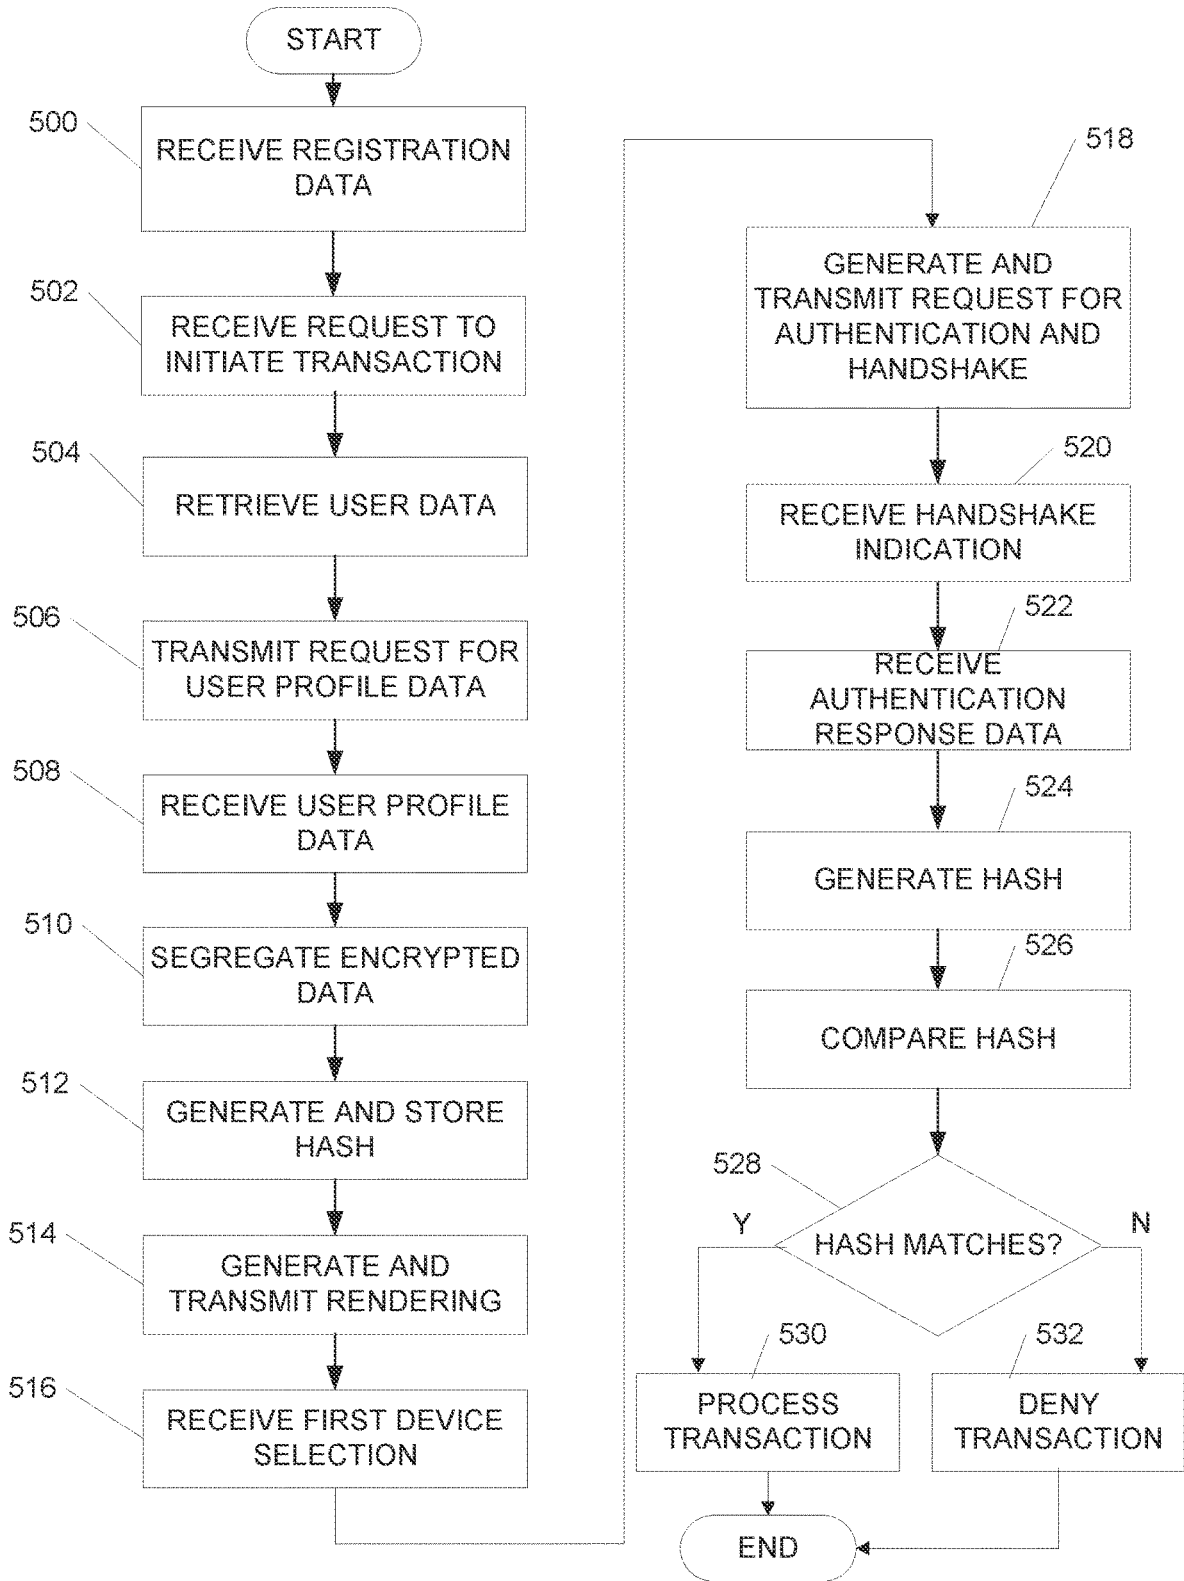 START
500
RECEIVE REGISTRATION
DATA
502
RECEIVE REQUEST TO
INITIATE TRANSACTION
504
RETRIEVE USER DATA
506
TRANSMIT REQUEST FOR
USER PROFILE DATA
508
RECEIVE USER PROFILE
DATA
510
SEGREGATE ENCRYPTED
DATA
512
GENERATE AND STORE
HASH
514
GENERATE AND
TRANSMIT RENDERING
516
RECEIVE FIRST DEVICE
SELECTION
518
GENERATE AND
TRANSMIT REQUEST FOR
AUTHENTICATION AND
HANDSHAKE
520
RECEIVE HANDSHAKE
INDICATION
522
RECEIVE
AUTHENTICATION
RESPONSE DATA
524
GENERATE HASH
526
COMPARE HASH
528
HASH MATCHES?
Y
N
530
PROCESS
TRANSACTION
532
DENY
TRANSACTION
END